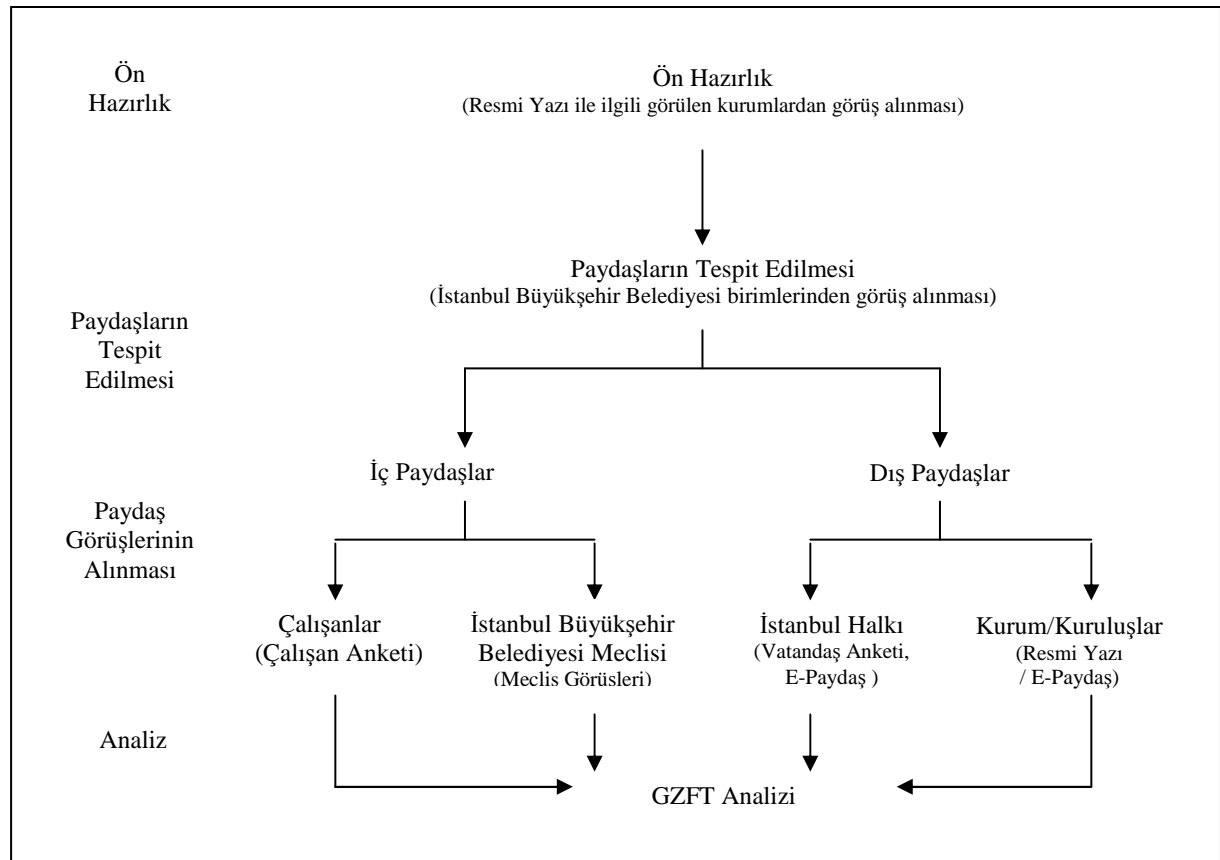 Ön
Hazırlık
Ön Hazırlık
(Resmi Yazı ile ilgili görülen kurumlardan görüş alınması)
Paydaşların Tespit Edilmesi
(İstanbul Büyükşehir Belediyesi birimlerinden görüş alınması)
Paydaşların
Tespit
Edilmesi
İç Paydaşlar
Dış Paydaşlar
Paydaş
Görüşlerinin
Alınması
Çalışanlar
(Çalışan Anketi)
İstanbul Büyükşehir
Belediyesi Meclisi
(Meclis Görüşleri)
İstanbul Halkı
(Vatandaş Anketi,
E-Paydaş )
Kurum/Kuruluşlar
(Resmi Yazı
/ E-Paydaş)
Analiz
GZFT Analizi